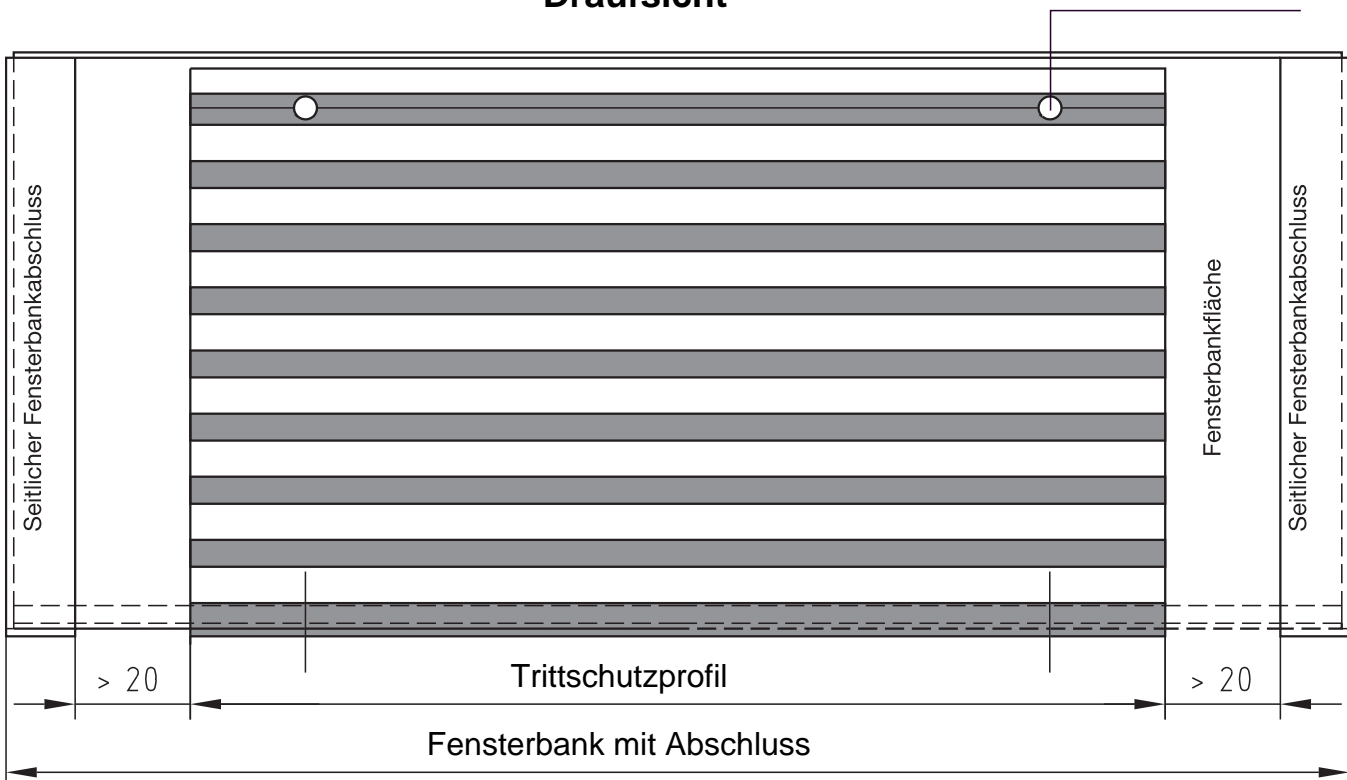 Draufsicht
Seitlicher Fensterbankabschluss
Fensterbankfläche
Seitlicher Fensterbankabschluss
> 20
Trittschutzprofil
> 20
Fensterbank mit Abschluss